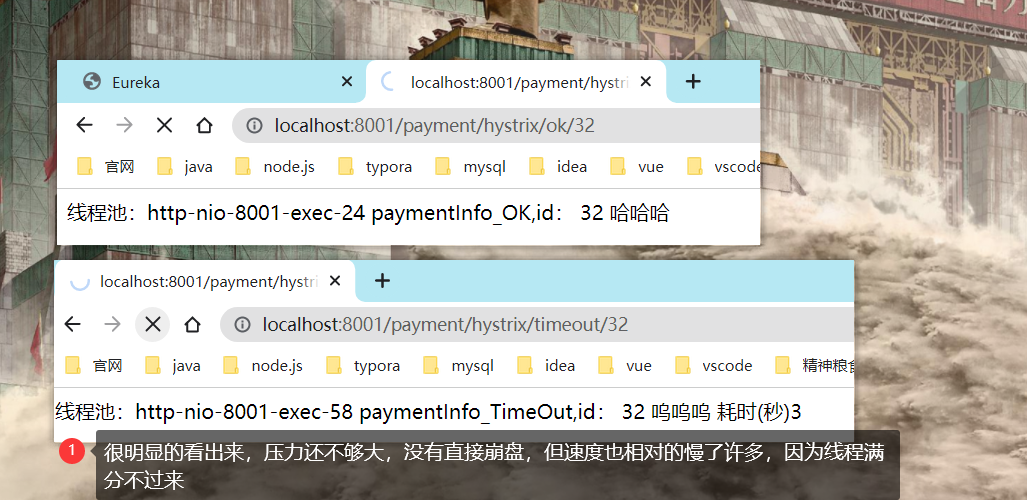 Eureka
localhost:8001/payment/hystri
localhost:8001/payment/hystrix/ok/32
官网 java node.js typora mysql idea vue vscode
线程池：http-nio-8001-exec-24 paymentInfo_OK,id： 32 哈哈哈
localhost:8001/payment/hystri
localhost:8001/payment/hystrix/timeout/32
官网 java node.js typora mysql idea vue vscode 精神粮食
线程池：http-nio-8001-exec-58 paymentInfo_TimeOut,id： 32 呜呜呜 耗时(秒)3
1 很明显的看出来，压力还不够大，没有直接崩盘，但速度也相对的慢了许多，因为线程满
分不过来